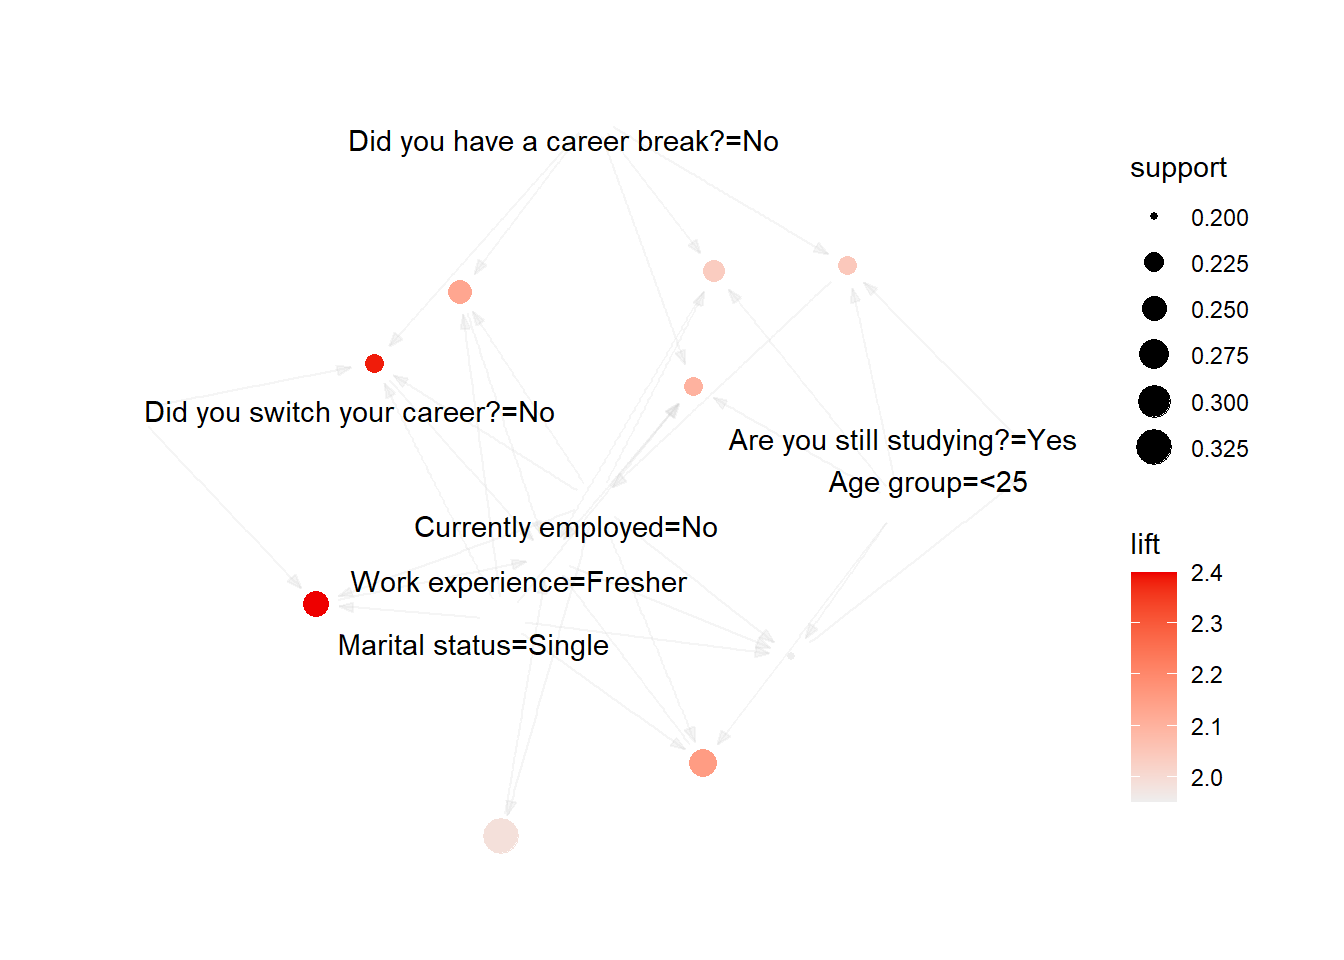 Did you have a career break?=No
Did you switch your career?=No
Are you still studying?=Yes
Age group=<25
Currently employed=No
Work experience=Fresher
Marital status=Single
support
0.200
0.225
0.250
0.275
0.300
0.325
lift
2.4
2.3
2.2
2.1
2.0